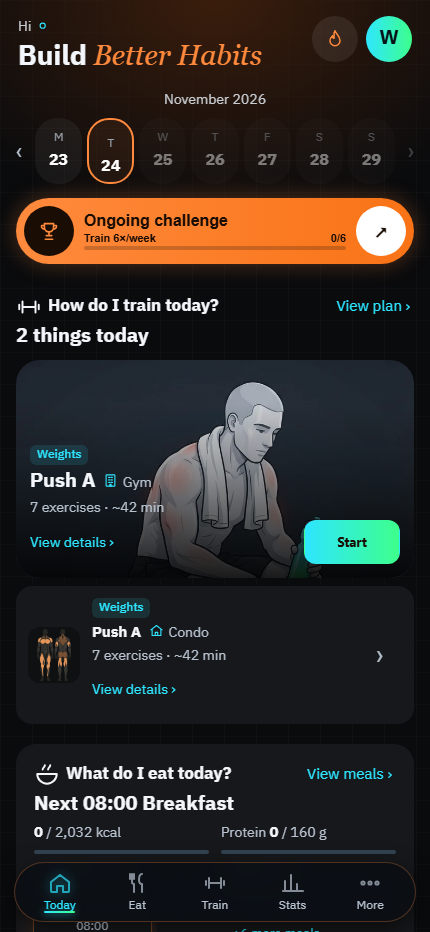 Hi
Build Better Habits
W
November 2026
M T W T F S S
‹ 23 24 25 26 27 28 29 ›
Ongoing challenge
Train 6×/week 0/6
How do I train today? View plan ›
2 things today
Weights
Push A Gym
7 exercises · ~42 min
View details ›
Start
Weights
Push A Condo
7 exercises · ~42 min
View details ›
What do I eat today? View meals ›
Next 08:00 Breakfast
0 / 2,032 kcal Protein 0 / 160 g
Today Eat Train Stats More
08:00